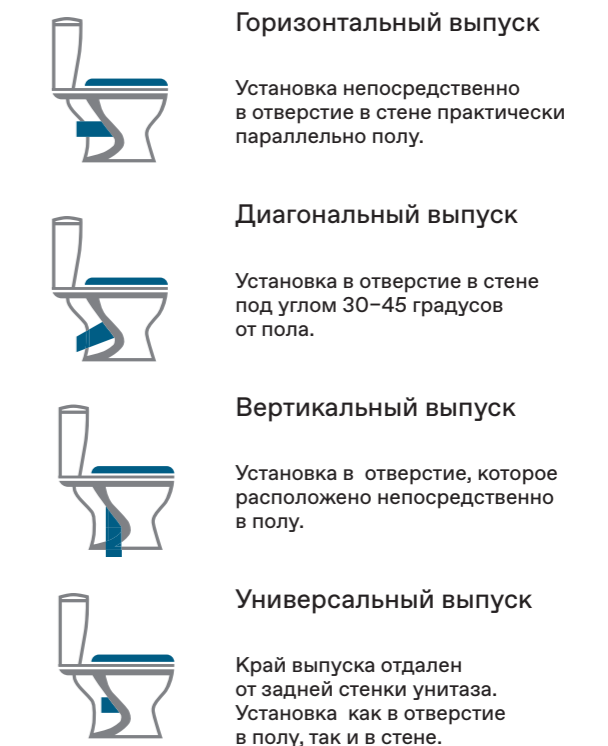 Горизонтальный выпуск
Установка непосредственно
в отверстие в стене практически
параллельно полу.
Диагональный выпуск
Установка в отверстие в стене
под углом 30–45 градусов
от пола.
Вертикальный выпуск
Установка в отверстие, которое
расположено непосредственно
в полу.
Универсальный выпуск
Край выпуска отдален
от задней стенки унитаза.
Установка как в отверстие
в полу, так и в стене.